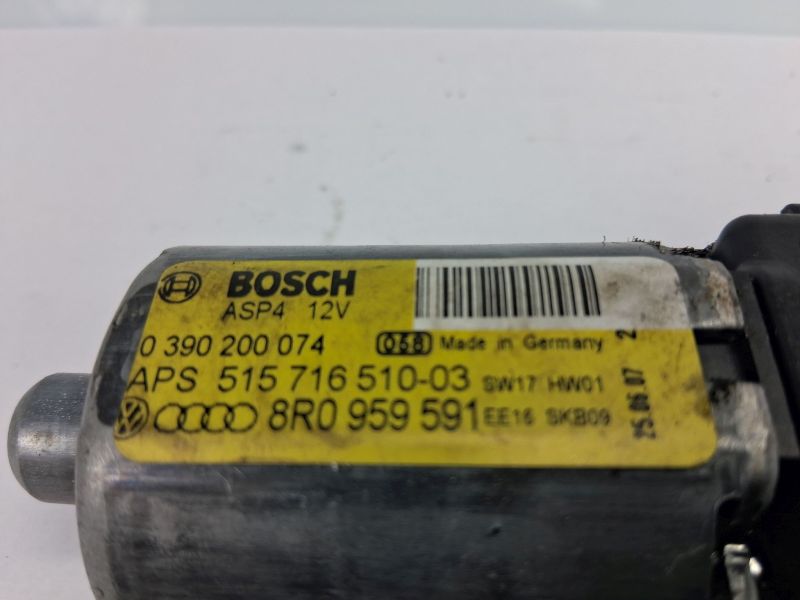 BOSCH
ASP4 12V
0 390 200 074 058 Made in Germany
APS 515 716 510-03 SW17 HW01
8R0 959 591 EE16 SKB09
25.06.07